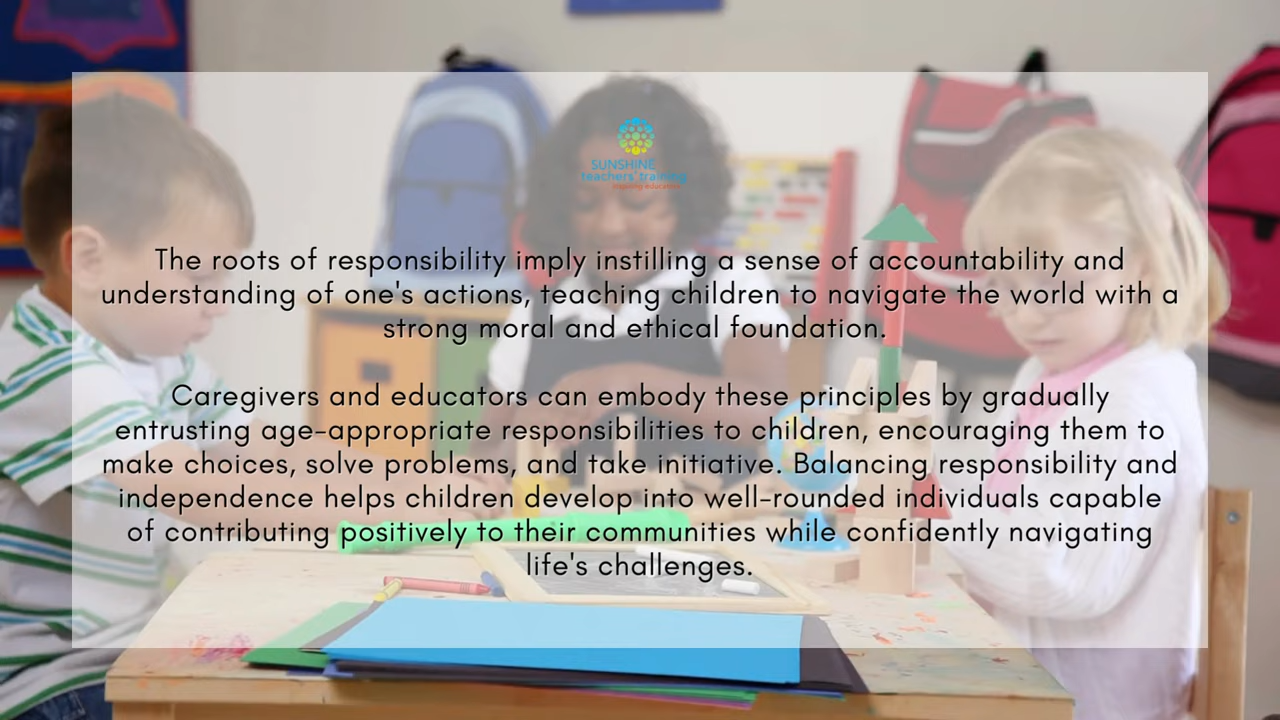 SUNSHINE
teachers' training
inspiring education
The roots of responsibility imply instilling a sense of accountability and
understanding of one's actions, teaching children to navigate the world with a
strong moral and ethical foundation.
Caregivers and educators can embody these principles by gradually
entrusting age-appropriate responsibilities to children, encouraging them to
make choices, solve problems, and take initiative. Balancing responsibility and
independence helps children develop into well-rounded individuals capable
of contributing positively to their communities while confidently navigating
life's challenges.